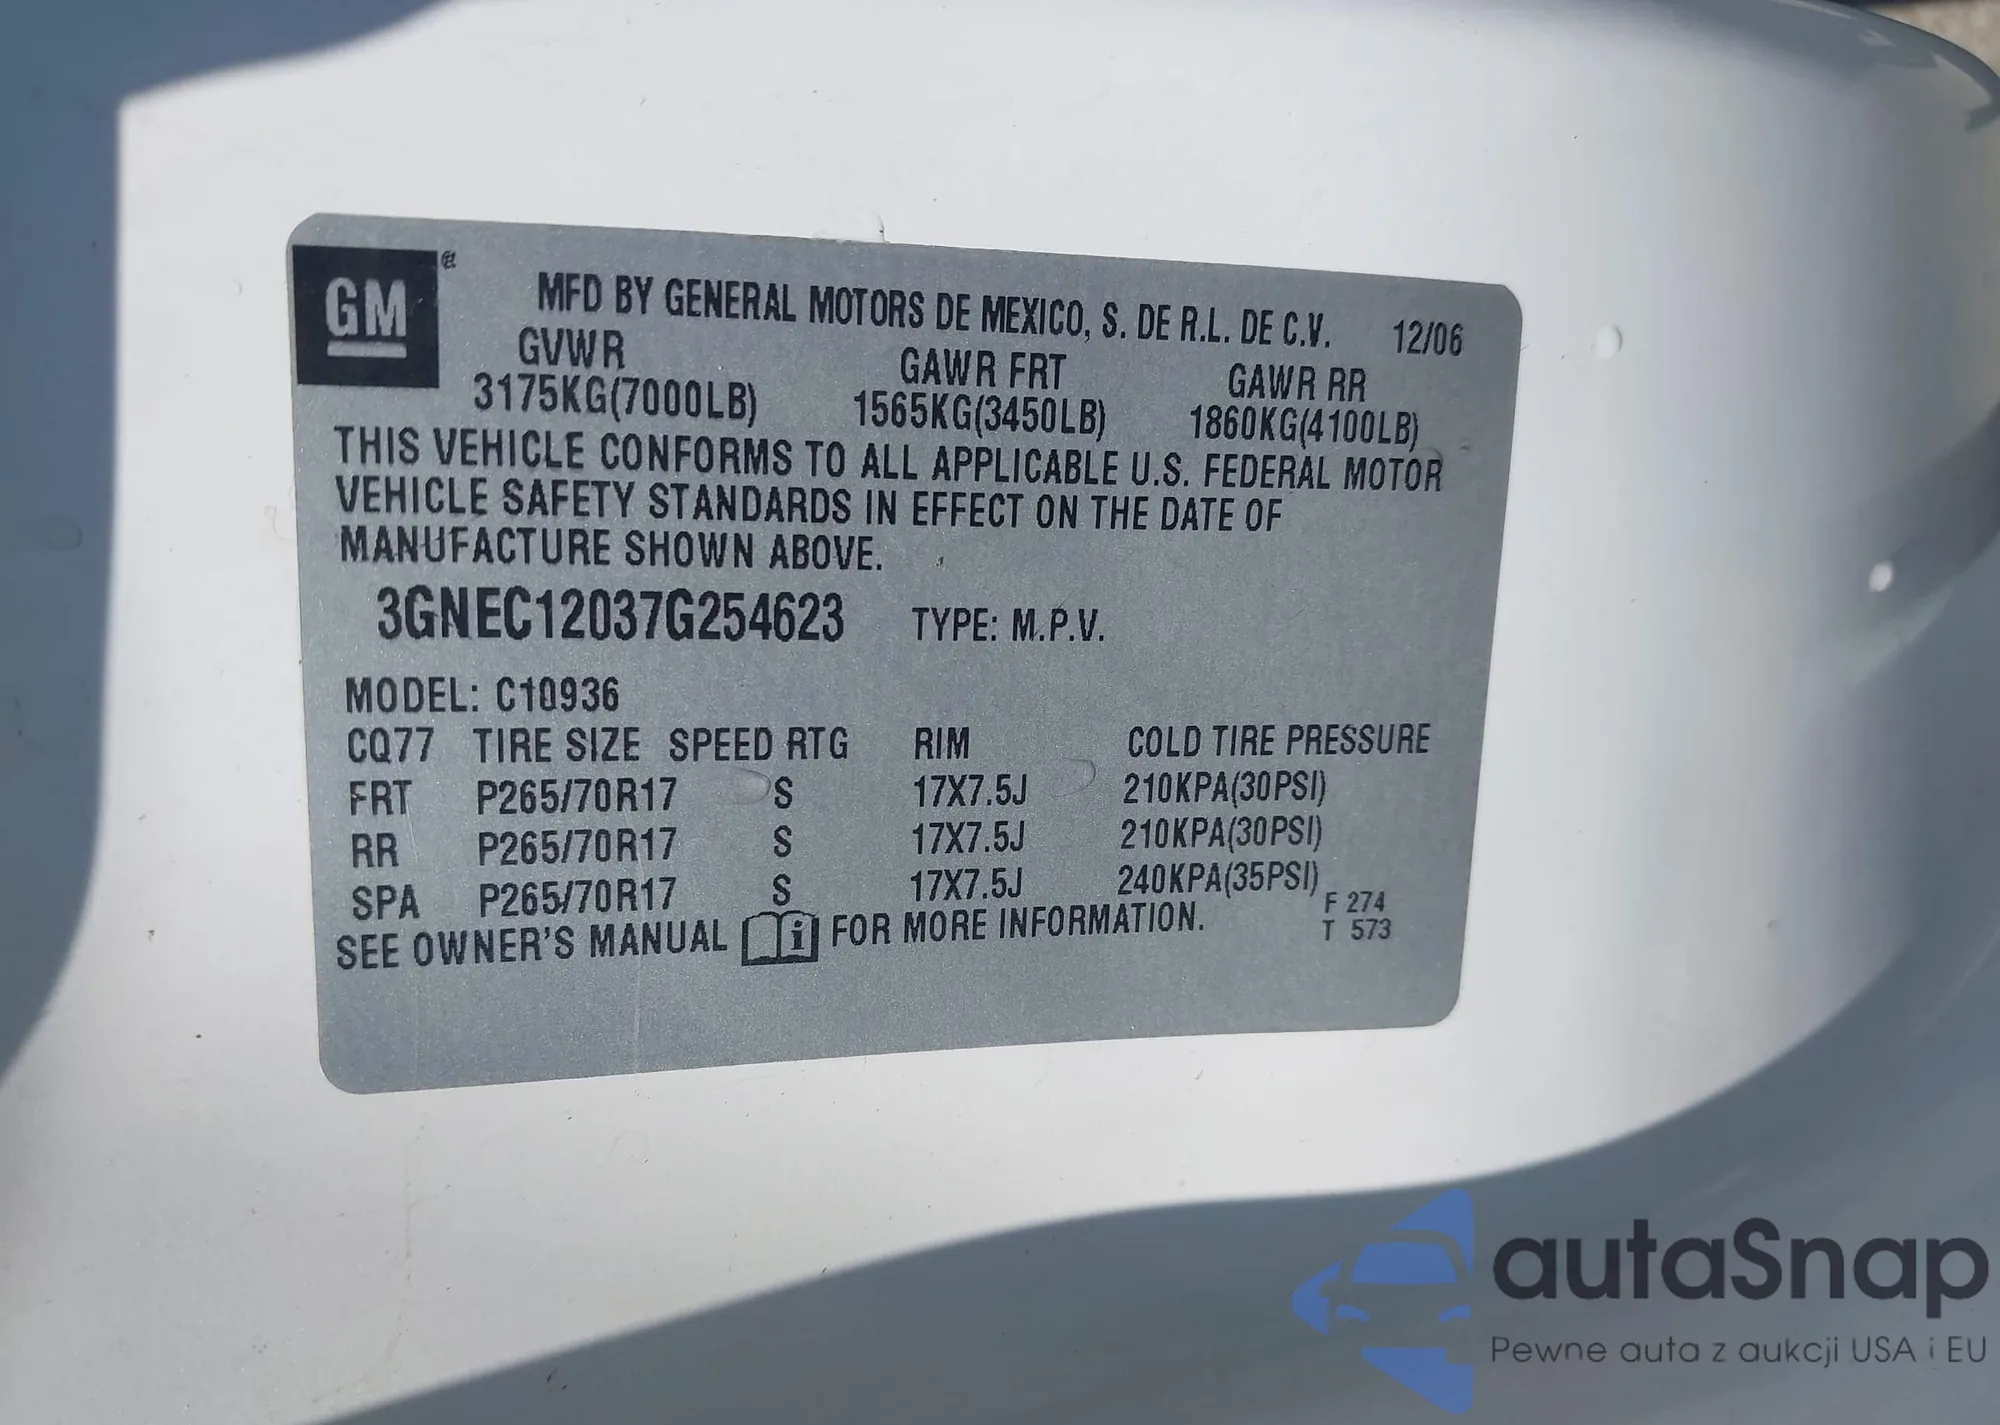 GM
MFD BY GENERAL MOTORS DE MEXICO, S. DE R.L. DE C.V. 12/06
GVWR GAWR FRT GAWR RR
3175KG(7000LB) 1565KG(3450LB) 1860KG(4100LB)
THIS VEHICLE CONFORMS TO ALL APPLICABLE U.S. FEDERAL MOTOR
VEHICLE SAFETY STANDARDS IN EFFECT ON THE DATE OF
MANUFACTURE SHOWN ABOVE.
3GNEC12037G254623 TYPE: M.P.V.
MODEL: C10936
CQ77 TIRE SIZE SPEED RTG RIM COLD TIRE PRESSURE
FRT P265/70R17 S 17X7.5J 210KPA(30PSI)
RR P265/70R17 S 17X7.5J 210KPA(30PSI)
SPA P265/70R17 S 17X7.5J 240KPA(35PSI)
SEE OWNER'S MANUAL i FOR MORE INFORMATION.
F 274
T 573
autaSnap
Pewne auta z aukcji USA i EU